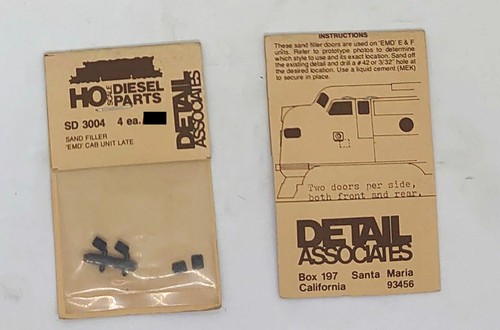 HO SCALE DIESEL
PARTS
SD 3004 4 ea.
SAND FILLER
'EMD' CAB UNIT LATE
DETAIL
ASSOCIATES
INSTRUCTIONS
These sand filler doors are used on 'EMD' E & F
units. Refer to prototype photos to determine
which style to use and its exact location. Sand off
the existing detail and drill a # 42 or 3/32" hole at
the desired location. Use a liquid cement (MEK)
to secure in place.
Two doors per side,
both front and rear.
DETAIL
ASSOCIATES
Box 197 Santa Maria
California 93456